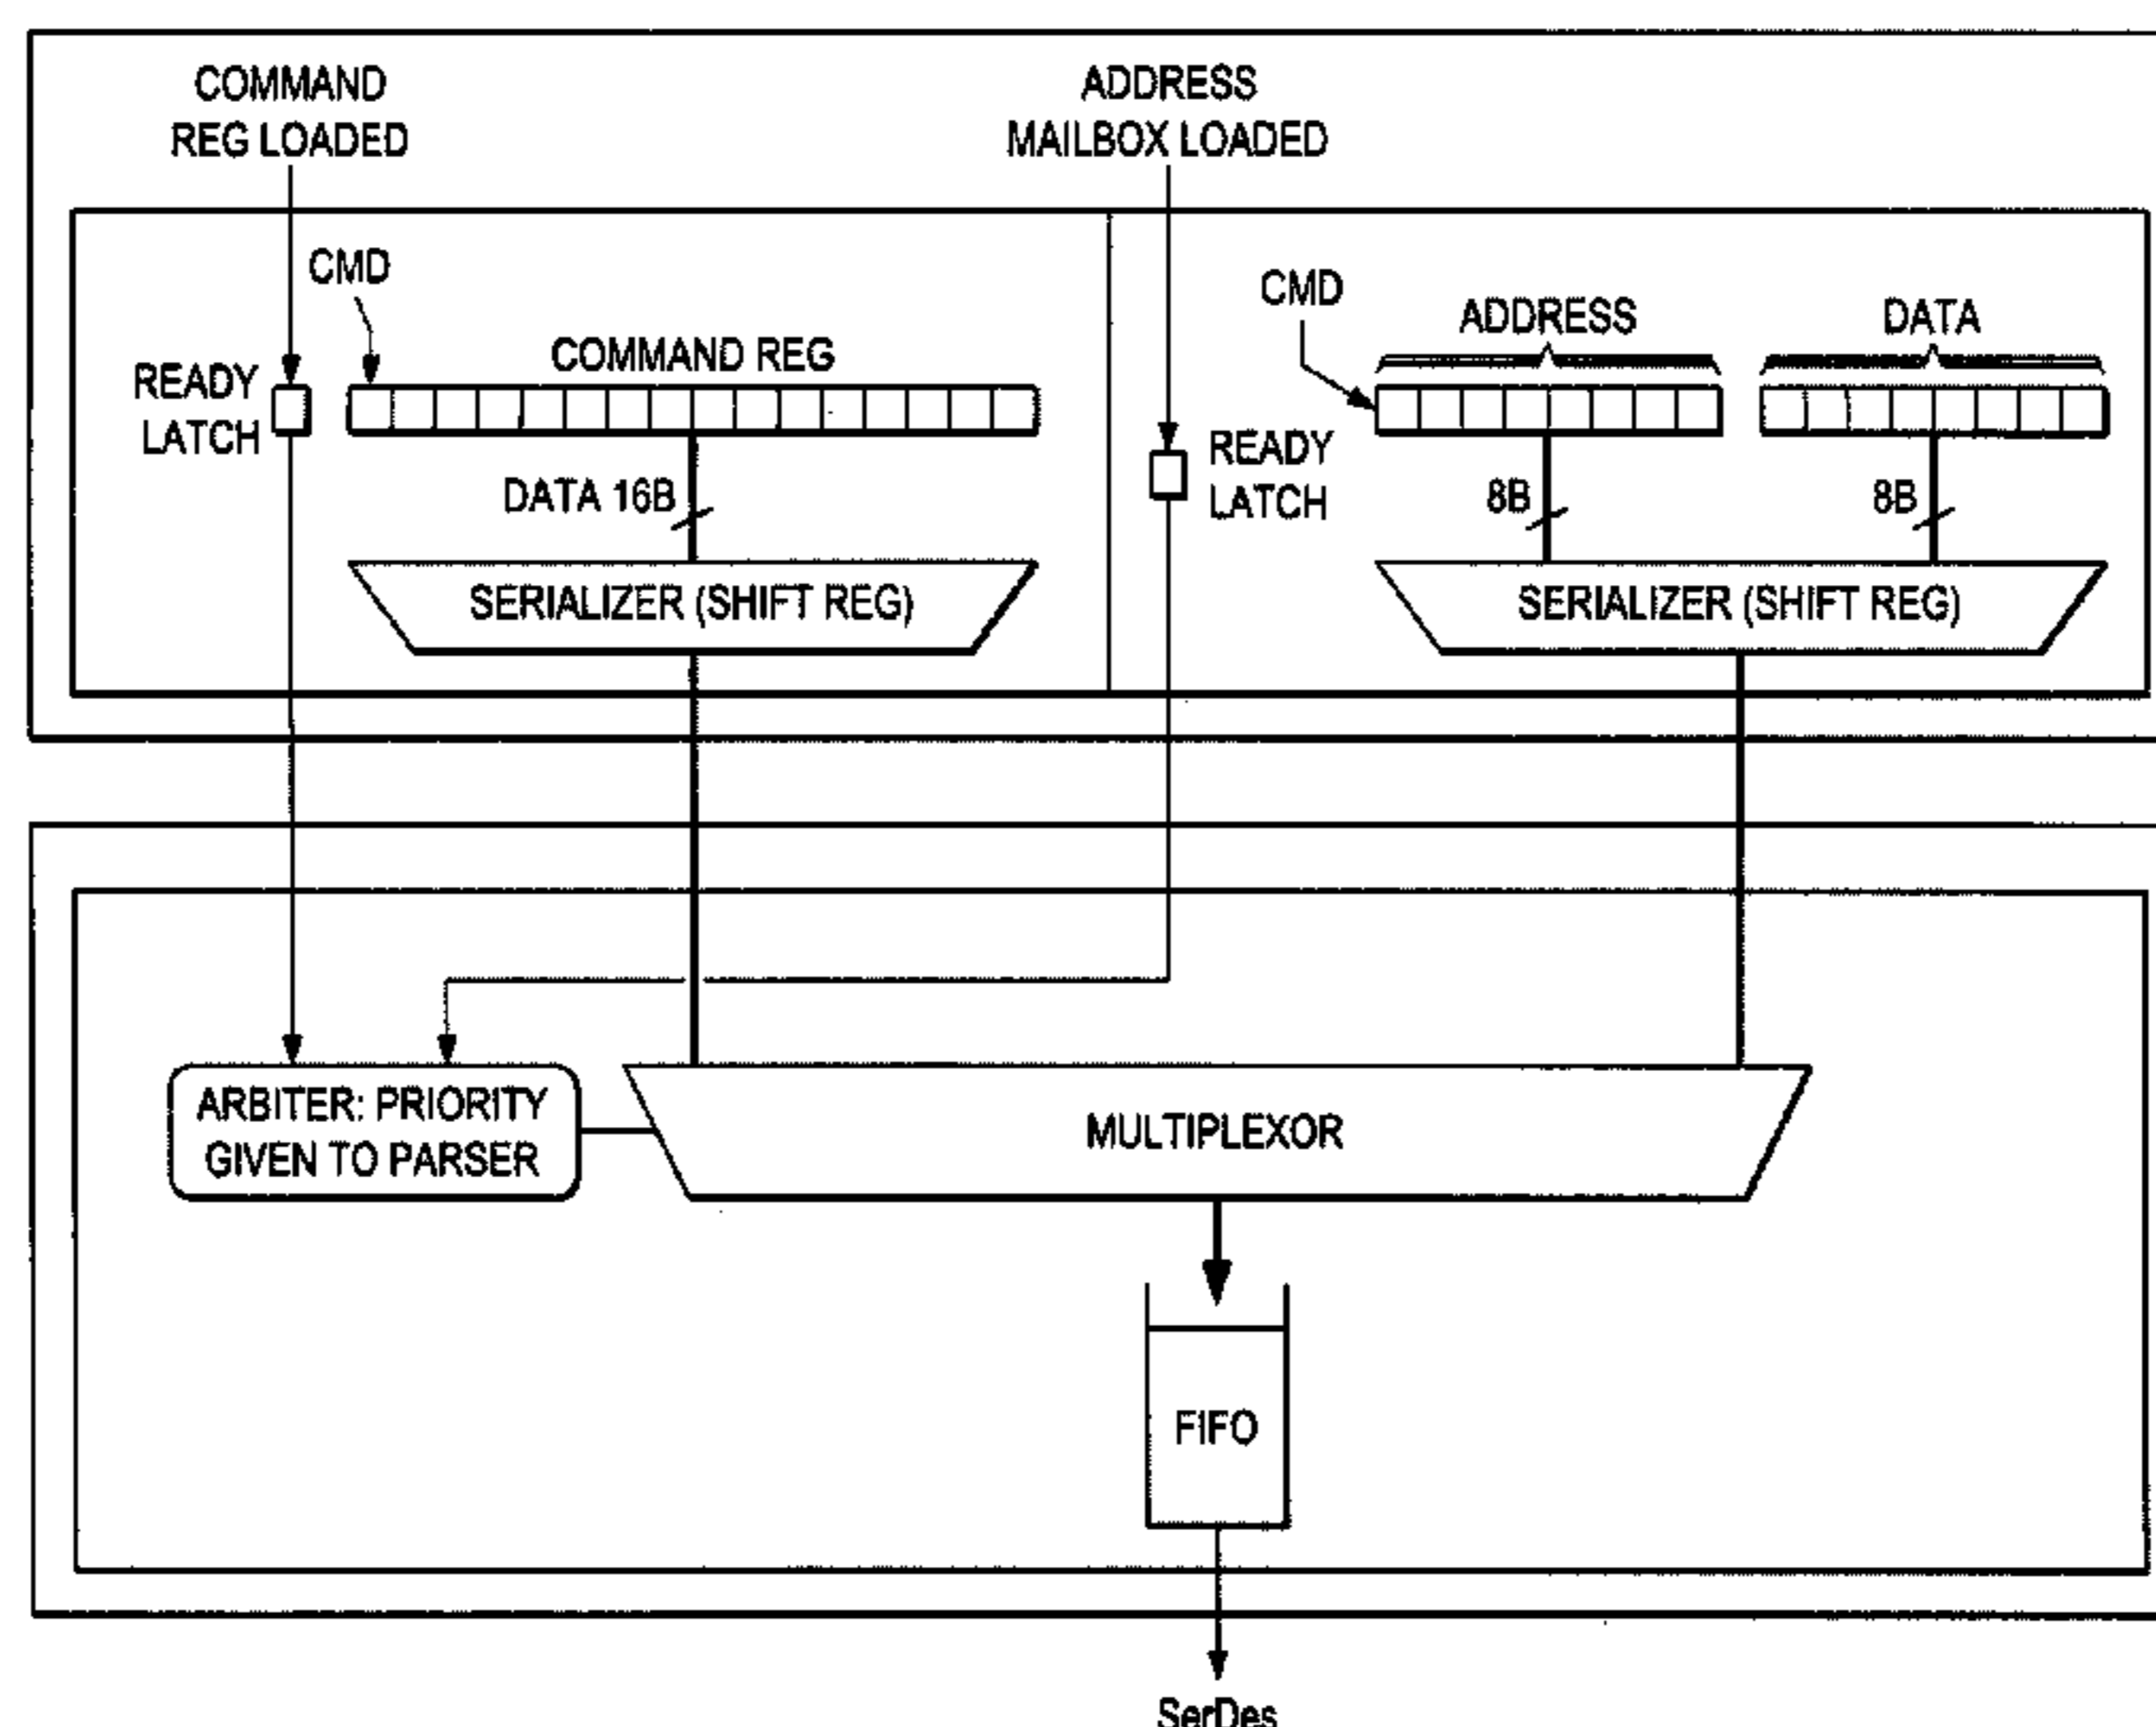 COMMAND
REG LOADED
ADDRESS
MAILBOX LOADED
CMD
READY
LATCH
COMMAND REG
DATA 16B
SERIALIZER (SHIFT REG)
CMD
ADDRESS
DATA
READY
LATCH
8B
8B
SERIALIZER (SHIFT REG)
ARBITER: PRIORITY
GIVEN TO PARSER
MULTIPLEXOR
FIFO
SerDes